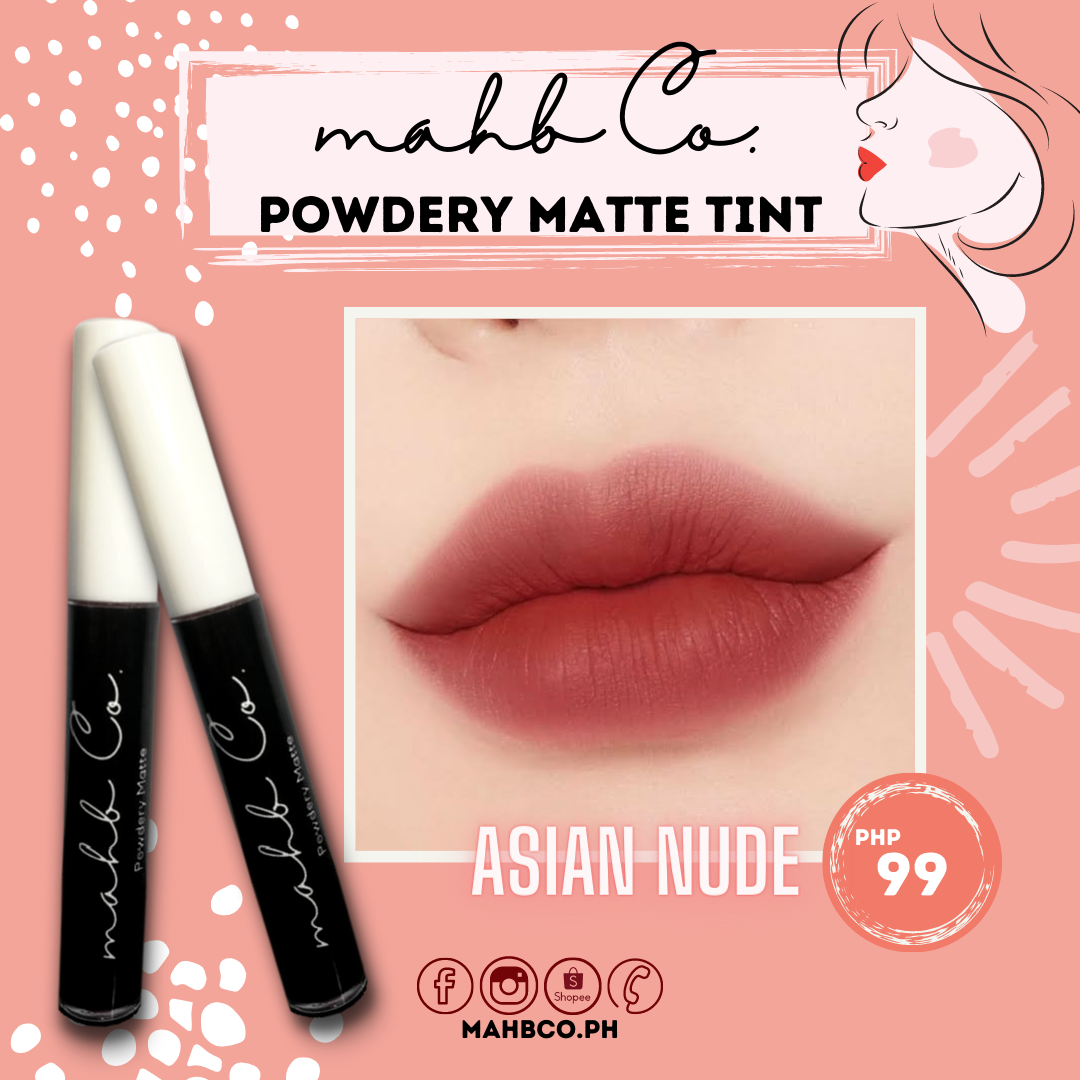 mahb Co.
POWDERY MATTE TINT
mahb Co.
Powdery Matte
mahb Co.
Powdery Matte
ASIAN NUDE
PHP
99
Shopee
MAHBCO.PH